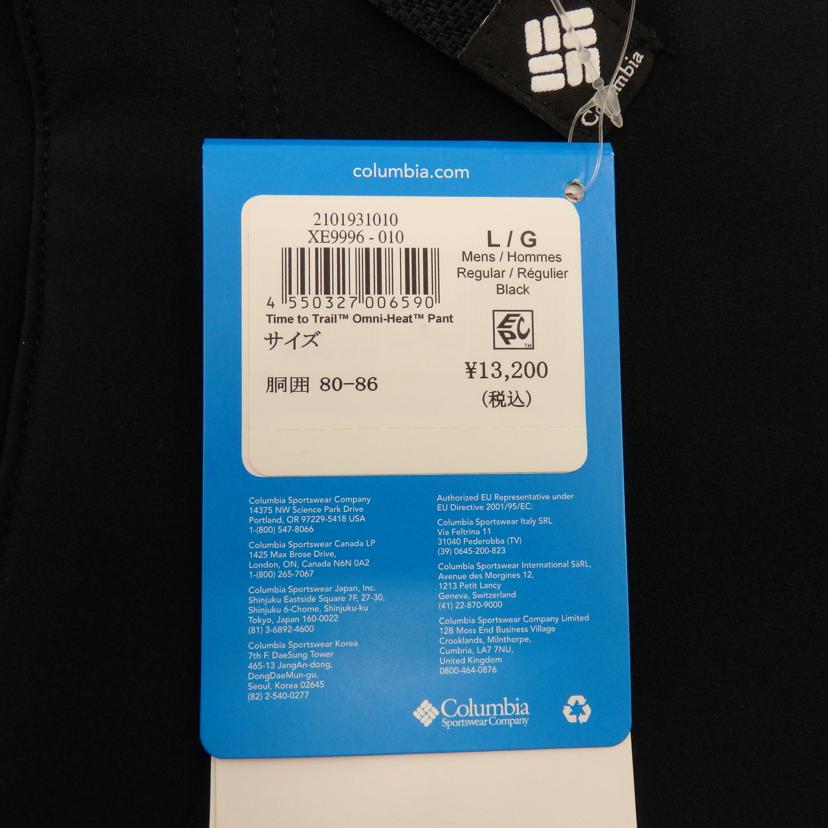 Columbia
columbia.com
2101931010
XE9996-010
4 550327 006590
Time to Trail™ Omni-Heat™ Pant
サイズ
胴囲 80-86
L / G
Mens / Hommes
Regular / Régulier
Black
EPC™
¥13,200
(税込)
Columbia Sportswear Company
14375 NW Science Park Drive
Portland, OR 97229-5418 USA
1-(800) 547-8066
Columbia Sportswear Canada LP
1425 Max Brose Drive,
London, ON, Canada N6N 0A2
1-(800) 265-7067
Columbia Sportswear Japan, Inc.
Shinjuku Eastside Square 7F, 27-30,
Shinjuku 6-Chome, Shinjuku-ku
Tokyo, Japan 160-0022
(81) 3-6892-4600
Columbia Sportswear Korea
7th F. DaeSung Tower
465-13 JangAn-dong,
DongDaeMun-gu,
Seoul, Korea 02645
(82) 2-540-0277
Authorized EU Representative under
EU Directive 2001/95/EC:
Columbia Sportswear Italy SRL
Via Feltrina 11
31040 Pederobba (TV)
(39) 0645-200-823
Columbia Sportswear International SàRL,
Avenue des Morgines 12,
1213 Petit Lancy
Geneva, Switzerland
(41) 22-870-9000
Columbia Sportswear Company Limited
12B Moss End Business Village
Crooklands, Milnthorpe,
Cumbria, LA7 7NU,
United Kingdom
0800-464-0876
Columbia
Sportswear Company